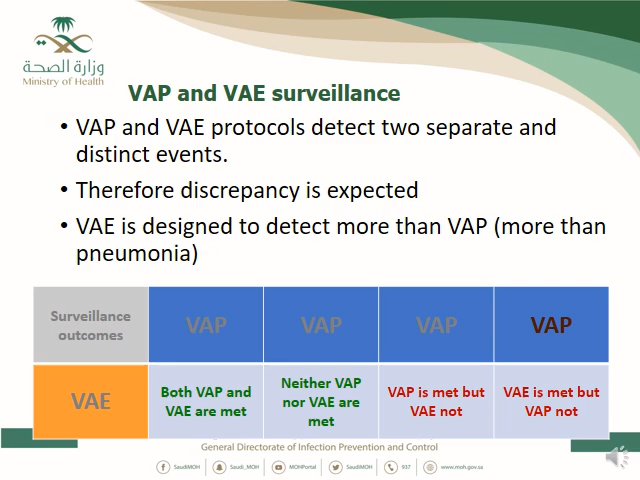 وزارة الصحة
Ministry of Health
VAP and VAE surveillance
• VAP and VAE protocols detect two separate and
distinct events.
• Therefore discrepancy is expected
• VAE is designed to detect more than VAP (more than
pneumonia)
Surveillance
outcomes
VAP
VAP
VAP
VAP
VAE
Both VAP and
VAE are met
Neither VAP
nor VAE are
met
VAP is met but
VAE not
VAE is met but
VAP not
General Directorate of Infection Prevention and Control
SaudiMOH
Saudi_MOH
MOHPortal
SaudiMOH
937
www.moh.gov.sa